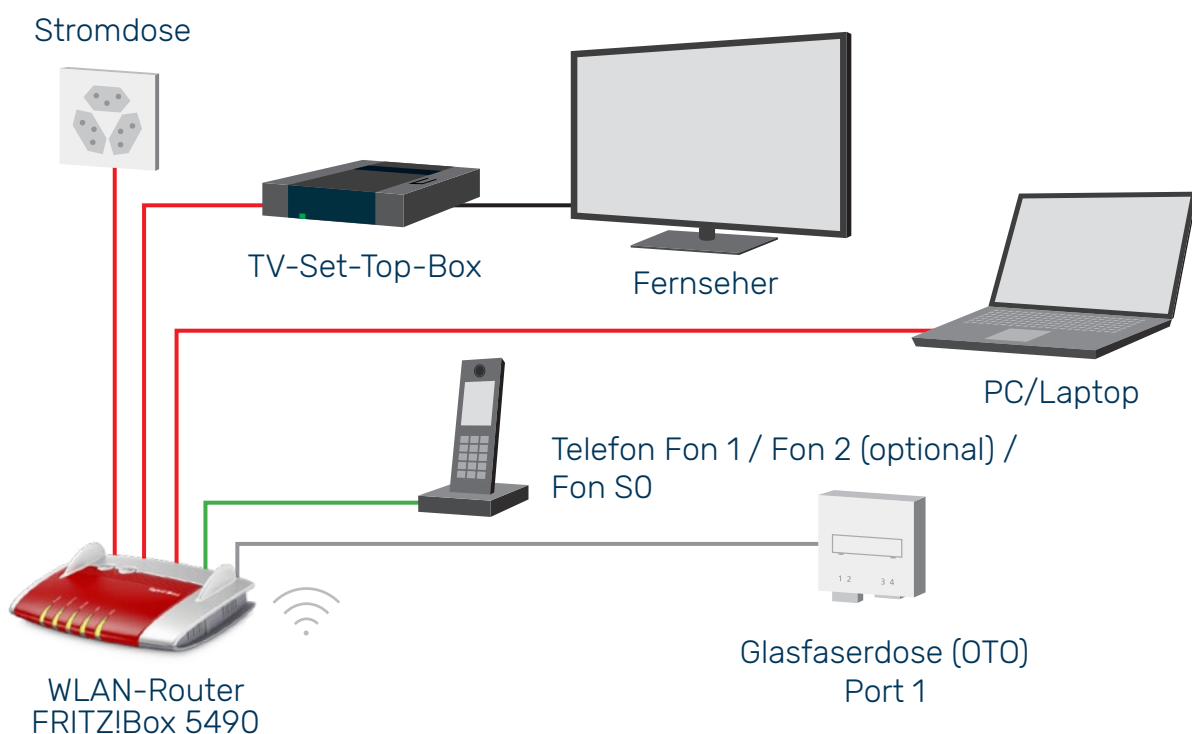 Stromdose
TV-Set-Top-Box
Fernseher
PC/Laptop
Telefon Fon 1 / Fon 2 (optional) /
Fon S0
1 2 3 4
Glasfaserdose (OTO)
Port 1
WLAN-Router
FRITZ!Box 5490